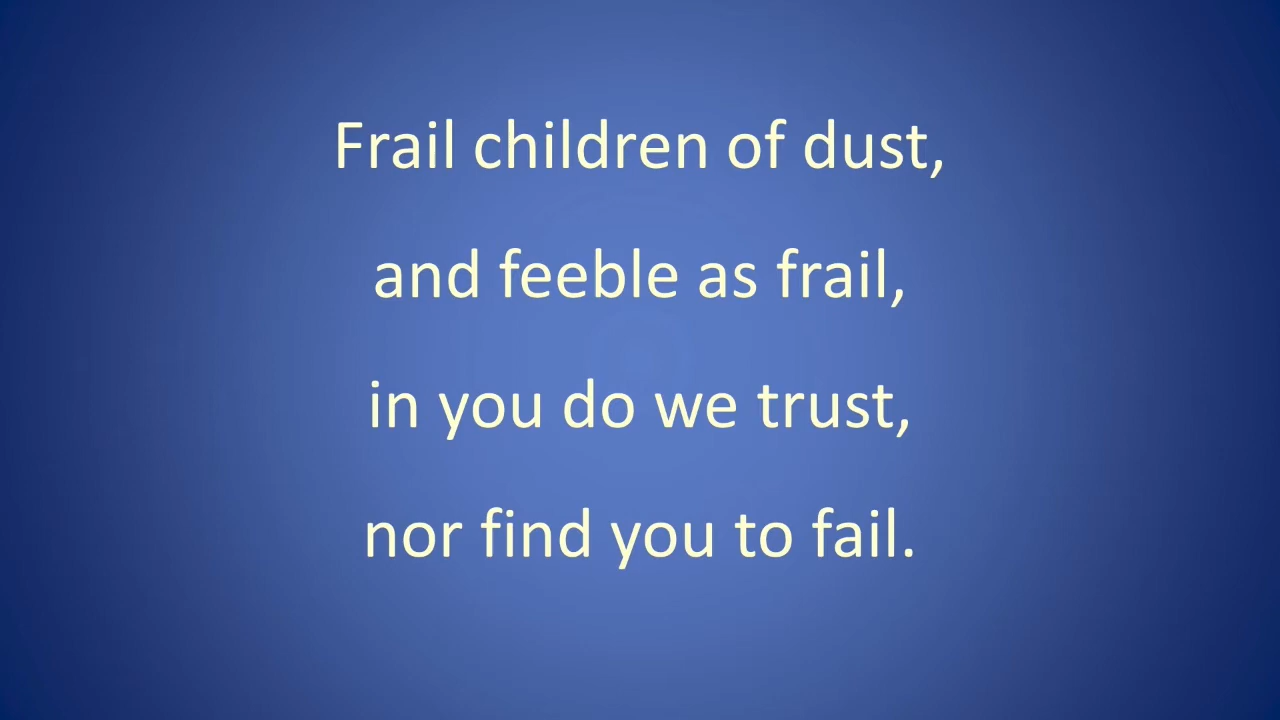 Frail children of dust,
and feeble as frail,
in you do we trust,
nor find you to fail.